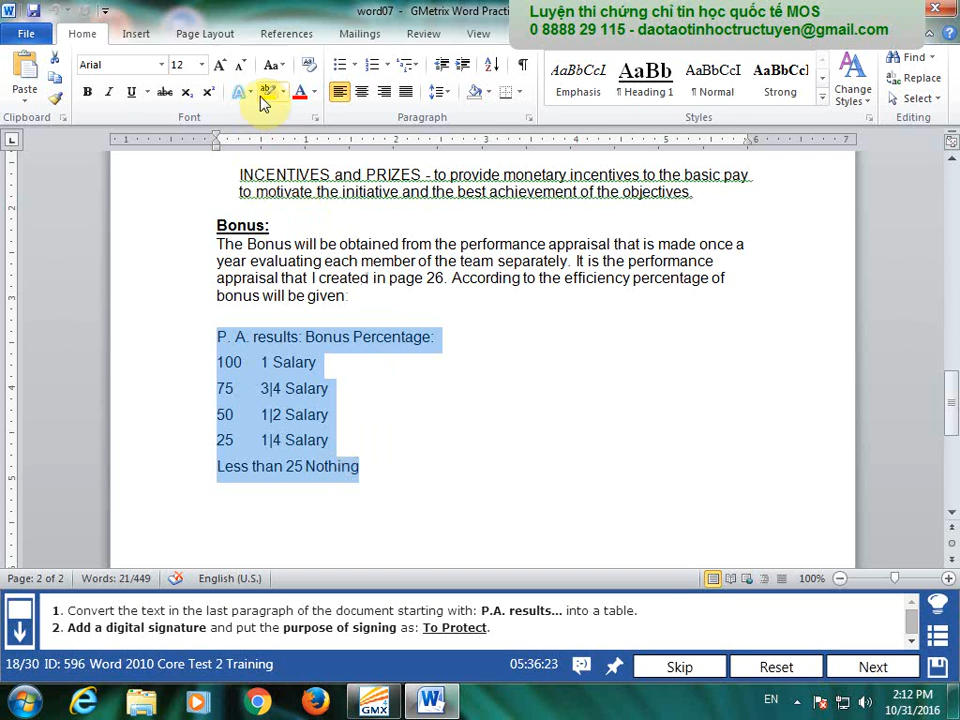 word07 - GMetrix Word Practi
Luyện thi chứng chỉ tin học quốc tế MOS
0 8888 29 115 - daotaotinhoctructuyen@gmail.com
File Home Insert Page Layout References Mailings Review View
Paste
Arial 12
Clipboard Font Paragraph Styles Editing
AaBbCcI AaBb AaBbCcI AaBbCcI
Emphasis ¶ Heading 1 ¶ Normal Strong
Change Styles
Find
Replace
Select
INCENTIVES and PRIZES - to provide monetary incentives to the basic pay
to motivate the initiative and the best achievement of the objectives.
Bonus:
The Bonus will be obtained from the performance appraisal that is made once a
year evaluating each member of the team separately. It is the performance
appraisal that I created in page 26. According to the efficiency percentage of
bonus will be given:
P. A. results: Bonus Percentage:
100 1 Salary
75 3|4 Salary
50 1|2 Salary
25 1|4 Salary
Less than 25 Nothing
Page: 2 of 2 Words: 21/449 English (U.S.) 100%
1. Convert the text in the last paragraph of the document starting with: P.A. results... into a table.
2. Add a digital signature and put the purpose of signing as: To Protect.
18/30 ID: 596 Word 2010 Core Test 2 Training 05:36:23 Skip Reset Next
GMX
EN
2:12 PM
10/31/2016